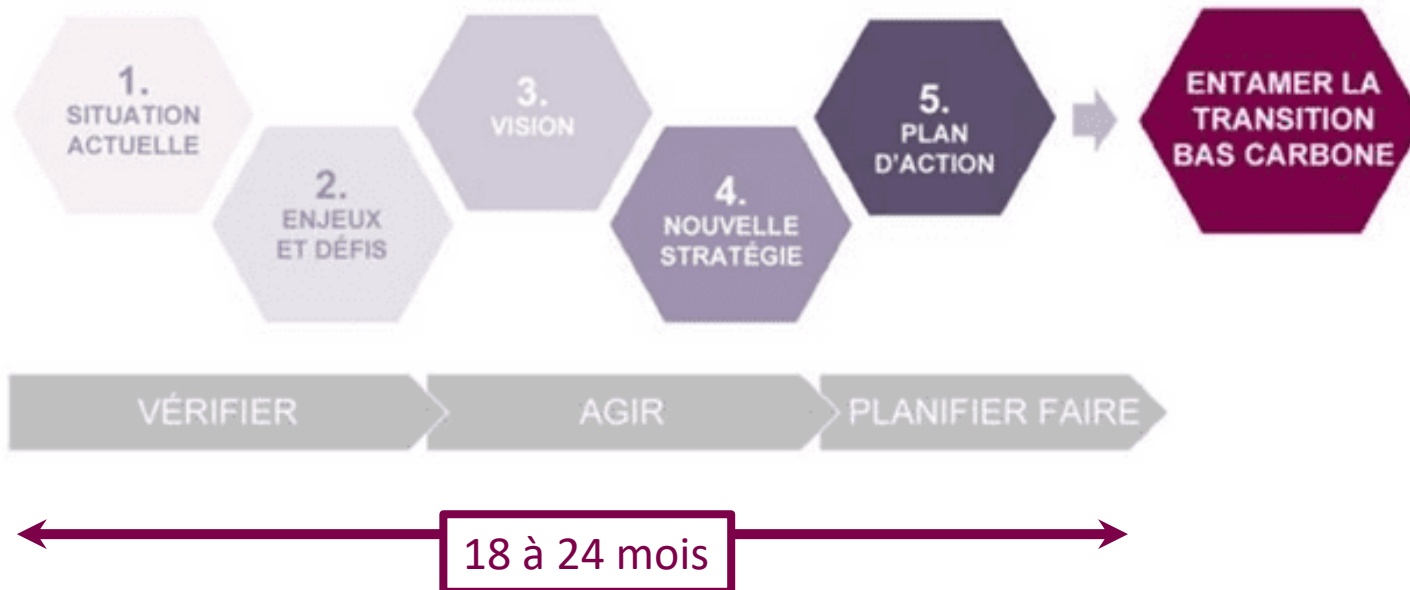 1.
SITUATION
ACTUELLE
2.
ENJEUX
ET DÉFIS
3.
VISION
4.
NOUVELLE
STRATÉGIE
5.
PLAN
D'ACTION
ENTAMER LA
TRANSITION
BAS CARBONE
VÉRIFIER
AGIR
PLANIFIER FAIRE
18 à 24 mois